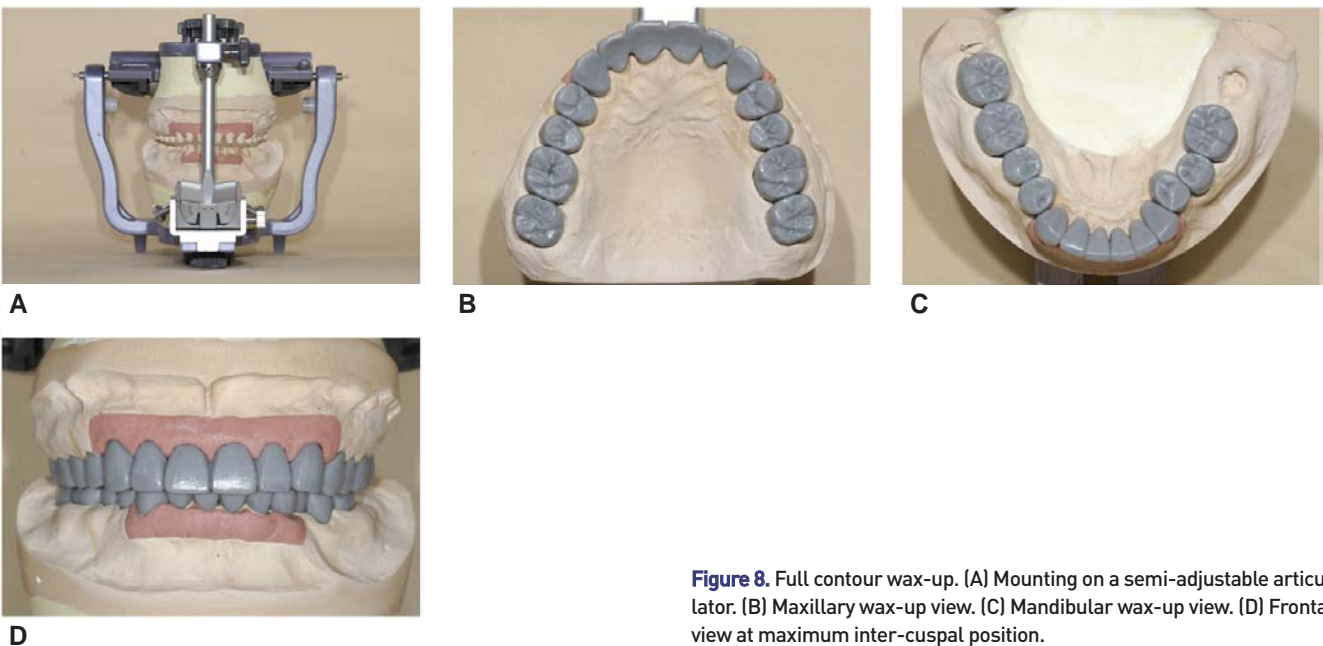 A
B
C
D
Figure 8. Full contour wax-up. (A) Mounting on a semi-adjustable articu
lator. (B) Maxillary wax-up view. (C) Mandibular wax-up view. (D) Fronta
view at maximum inter-cuspal position.